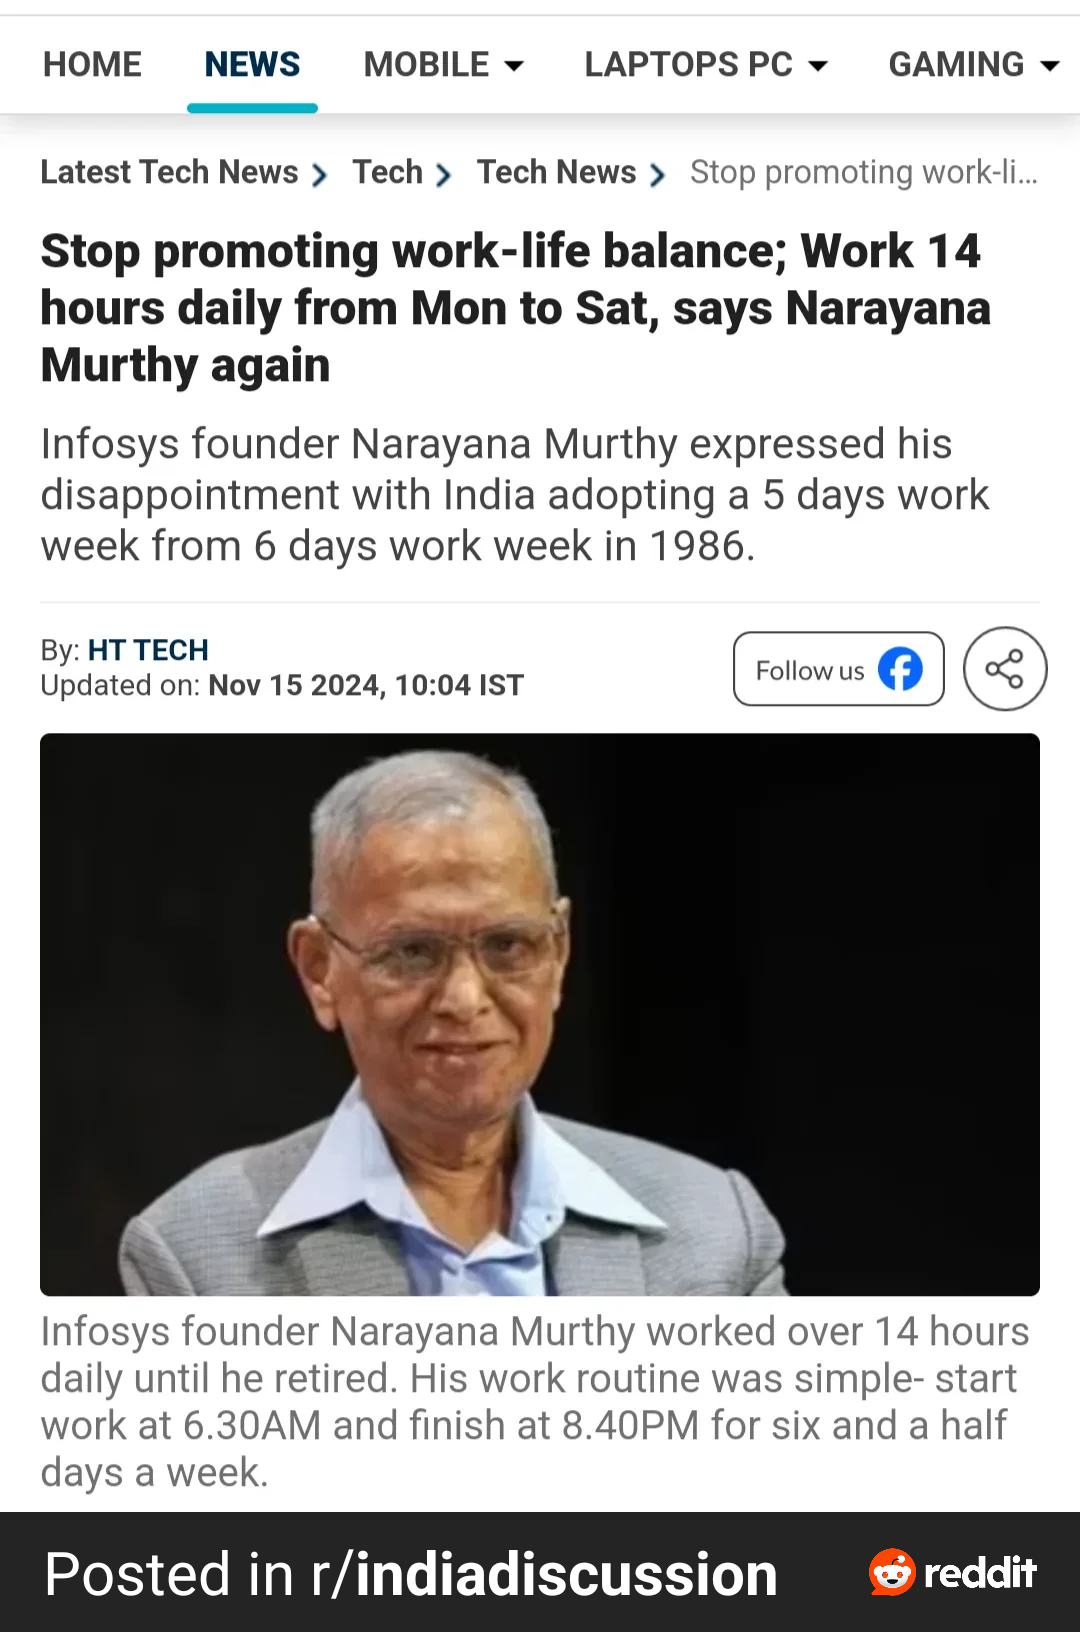 HOME NEWS MOBILE LAPTOPS PC GAMING
Latest Tech News > Tech > Tech News > Stop promoting work-li...
Stop promoting work-life balance; Work 14
hours daily from Mon to Sat, says Narayana
Murthy again
Infosys founder Narayana Murthy expressed his
disappointment with India adopting a 5 days work
week from 6 days work week in 1986.
By: HT TECH
Updated on: Nov 15 2024, 10:04 IST
Follow us
Infosys founder Narayana Murthy worked over 14 hours
daily until he retired. His work routine was simple- start
work at 6.30AM and finish at 8.40PM for six and a half
days a week.
Posted in r/indiadiscussion reddit